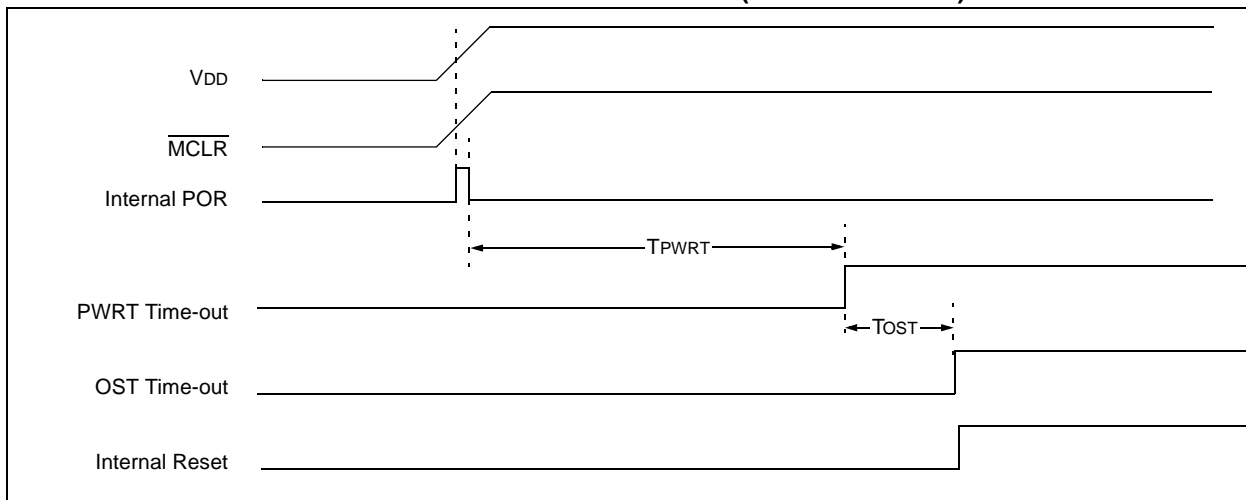 VDD
MCLR
Internal POR
TPWRT
PWRT Time-out
TOST
OST Time-out
Internal Reset